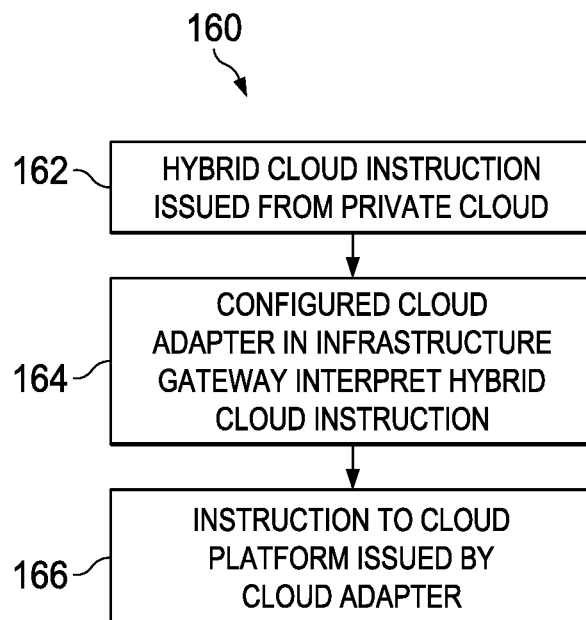 160
162
HYBRID CLOUD INSTRUCTION
ISSUED FROM PRIVATE CLOUD
164
CONFIGURED CLOUD
ADAPTER IN INFRASTRUCTURE
GATEWAY INTERPRET HYBRID
CLOUD INSTRUCTION
166
INSTRUCTION TO CLOUD
PLATFORM ISSUED BY
CLOUD ADAPTER